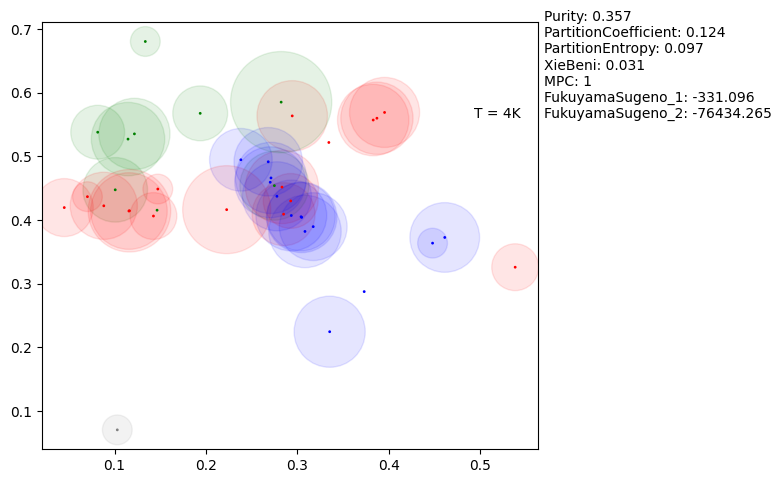 Purity: 0.357
PartitionCoefficient: 0.124
PartitionEntropy: 0.097
XieBeni: 0.031
MPC: 1
FukuyamaSugeno_1: -331.096
FukuyamaSugeno_2: -76434.265
T = 4K
0.7
0.6
0.5
0.4
0.3
0.2
0.1
0.1 0.2 0.3 0.4 0.5